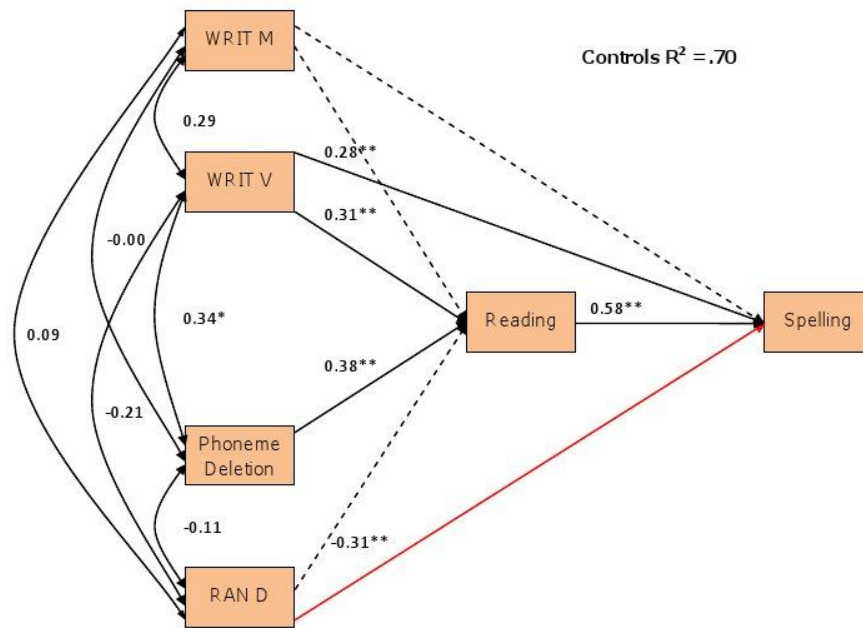 WRIT M
Controls R² = .70
0.29
0.28**
WRIT V
0.31**
-0.00
Reading
0.58**
Spelling
0.34*
0.09
0.38**
-0.21
Phoneme
Deletion
-0.11
-0.31**
RAN D